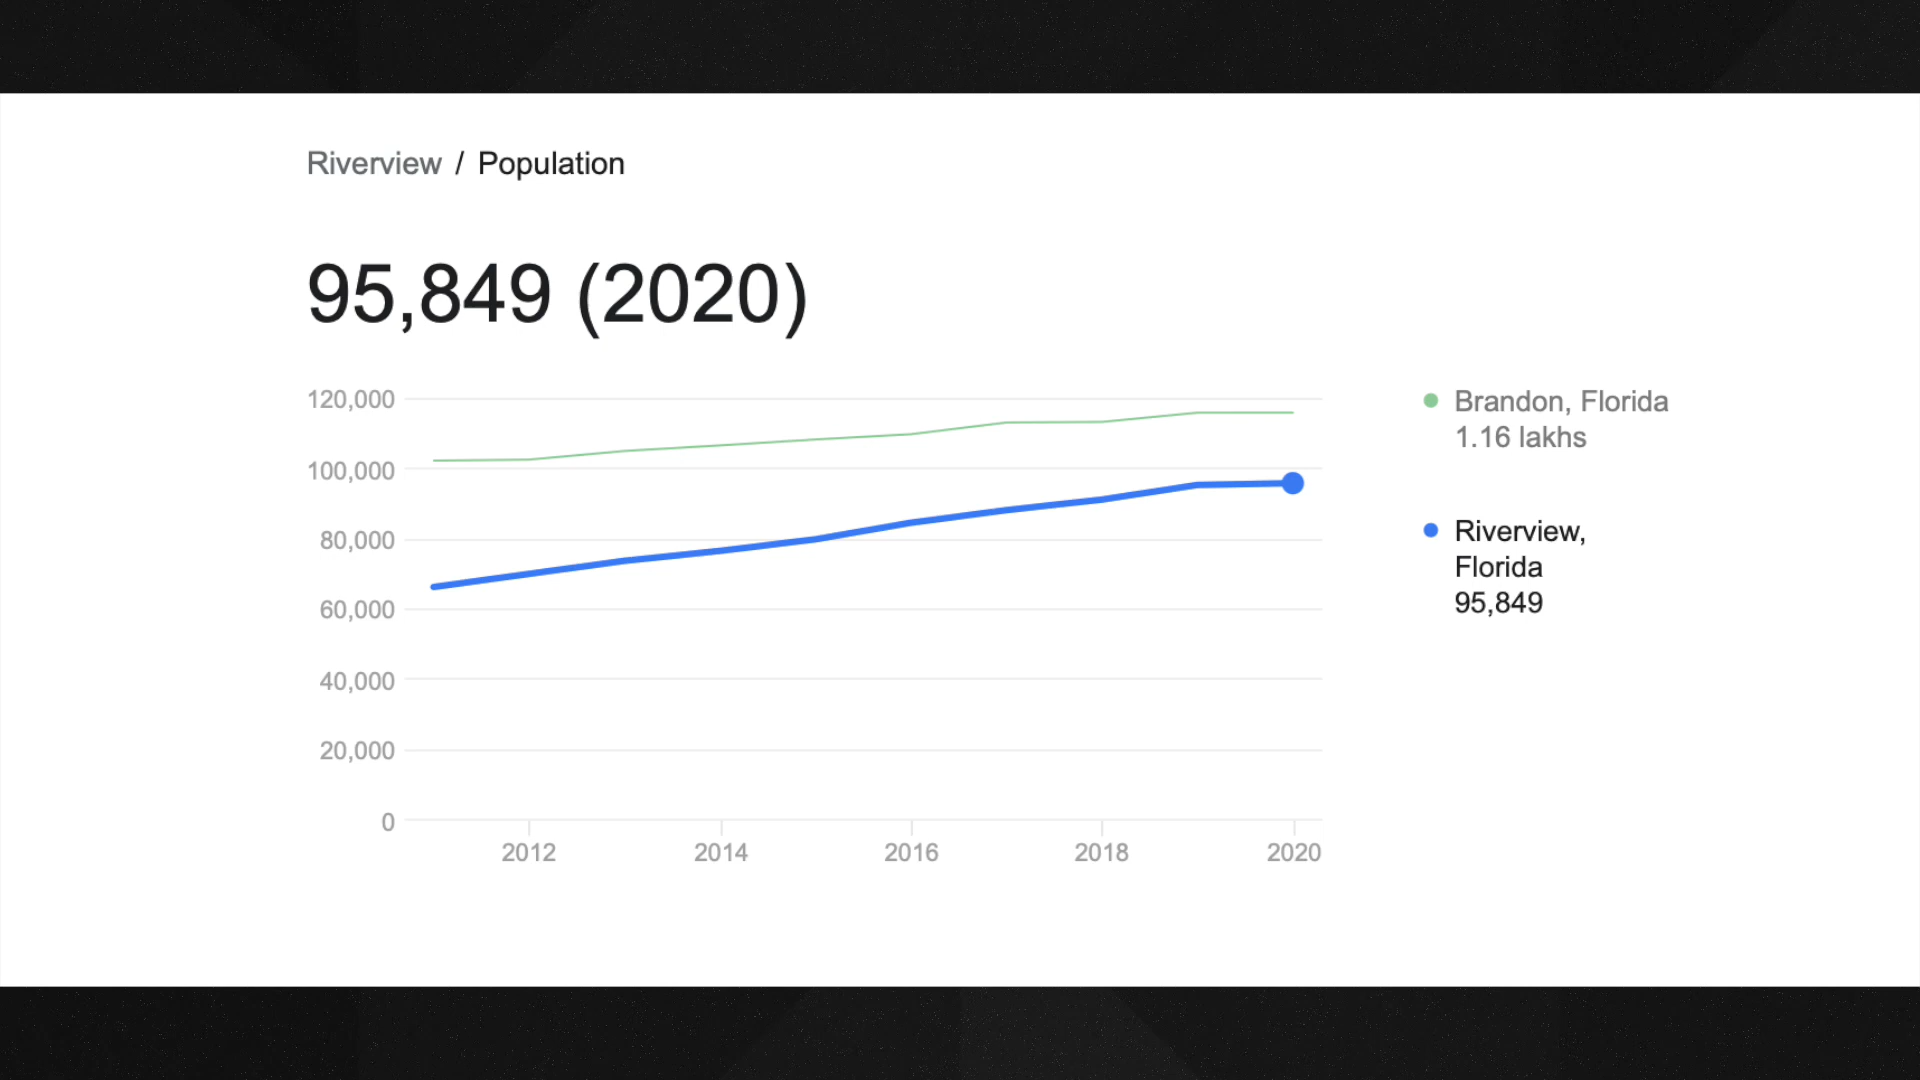 Riverview / Population
95,849 (2020)
120,000
100,000
80,000
60,000
40,000
20,000
0
2012 2014 2016 2018 2020
Brandon, Florida
1.16 lakhs
Riverview,
Florida
95,849